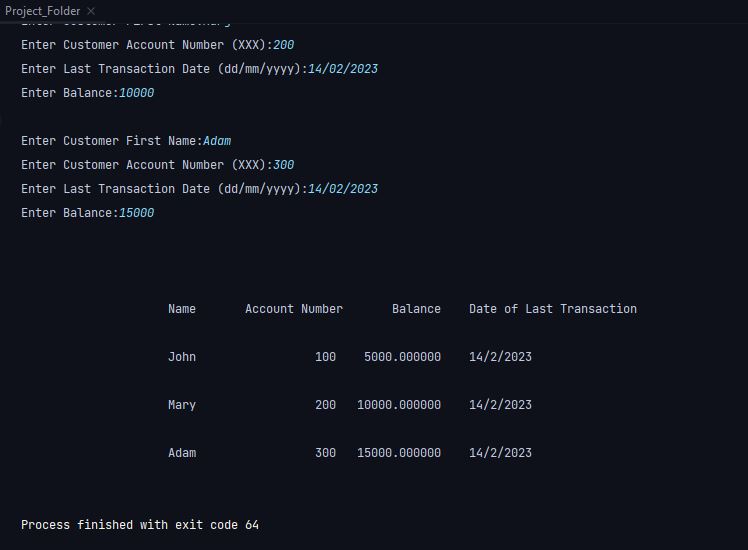 Project_Folder
Enter Customer First Name:Mary
Enter Customer Account Number (XXX):200
Enter Last Transaction Date (dd/mm/yyyy):14/02/2023
Enter Balance:10000
Enter Customer First Name:Adam
Enter Customer Account Number (XXX):300
Enter Last Transaction Date (dd/mm/yyyy):14/02/2023
Enter Balance:15000
Name Account Number Balance Date of Last Transaction
John 100 5000.000000 14/2/2023
Mary 200 10000.000000 14/2/2023
Adam 300 15000.000000 14/2/2023
Process finished with exit code 64